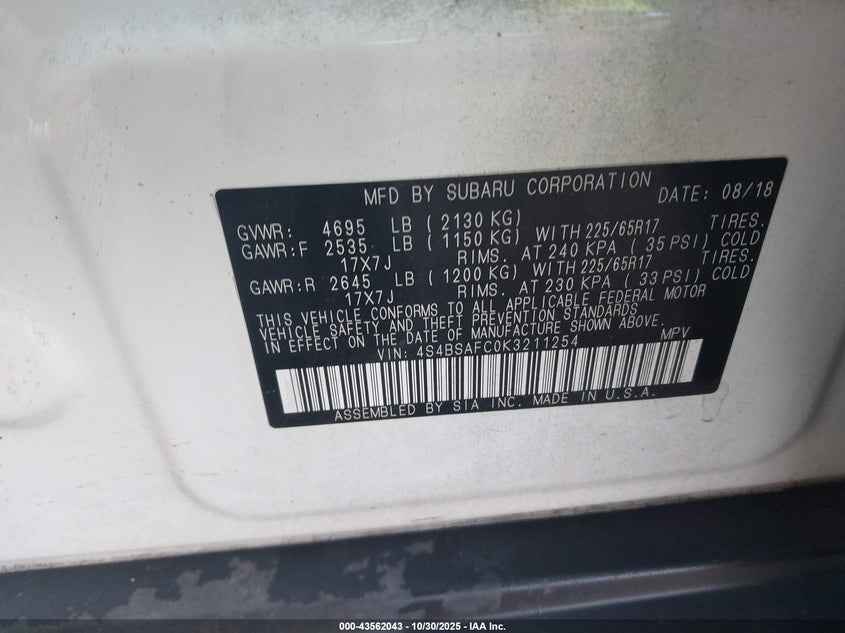 MFD BY SUBARU CORPORATION DATE: 08/18
GVWR: 4695 LB (2130 KG)
GAWR:F 2535 LB (1150 KG) WITH 225/65R17 TIRES.
17X7J RIMS. AT 240 KPA (35 PSI) COLD
GAWR:R 2645 LB (1200 KG) WITH 225/65R17 TIRES.
17X7J RIMS. AT 230 KPA (33 PSI) COLD
THIS VEHICLE CONFORMS TO ALL APPLICABLE FEDERAL MOTOR
VEHICLE SAFETY AND THEFT PREVENTION STANDARDS
IN EFFECT ON THE DATE OF MANUFACTURE SHOWN ABOVE.
VIN: 4S4BSAFC0K3211254 MPV
ASSEMBLED BY SIA INC. MADE IN U.S.A.
000-43562043 - 10/30/2025 - IAA Inc.